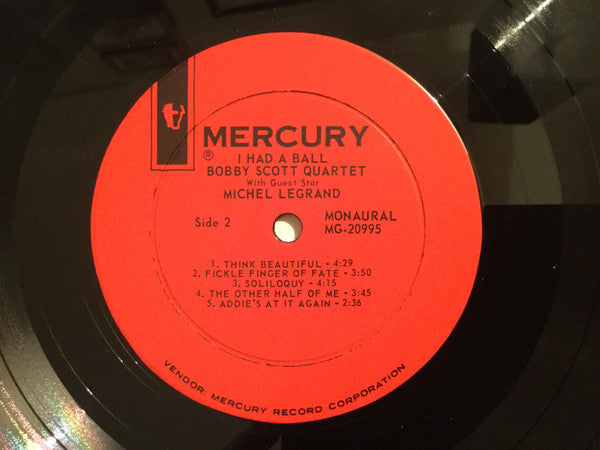 MERCURY
®
I HAD A BALL
BOBBY SCOTT QUARTET
With Guest Star
MICHEL LEGRAND
Side 2
MONAURAL
MG-20995
1. THINK BEAUTIFUL - 4:29
2. FICKLE FINGER OF FATE - 3:50
3. SOLILOQUY - 4:15
4. THE OTHER HALF OF ME - 3:45
5. ADDIE'S AT IT AGAIN - 2:36
VENDOR: MERCURY RECORD CORPORATION